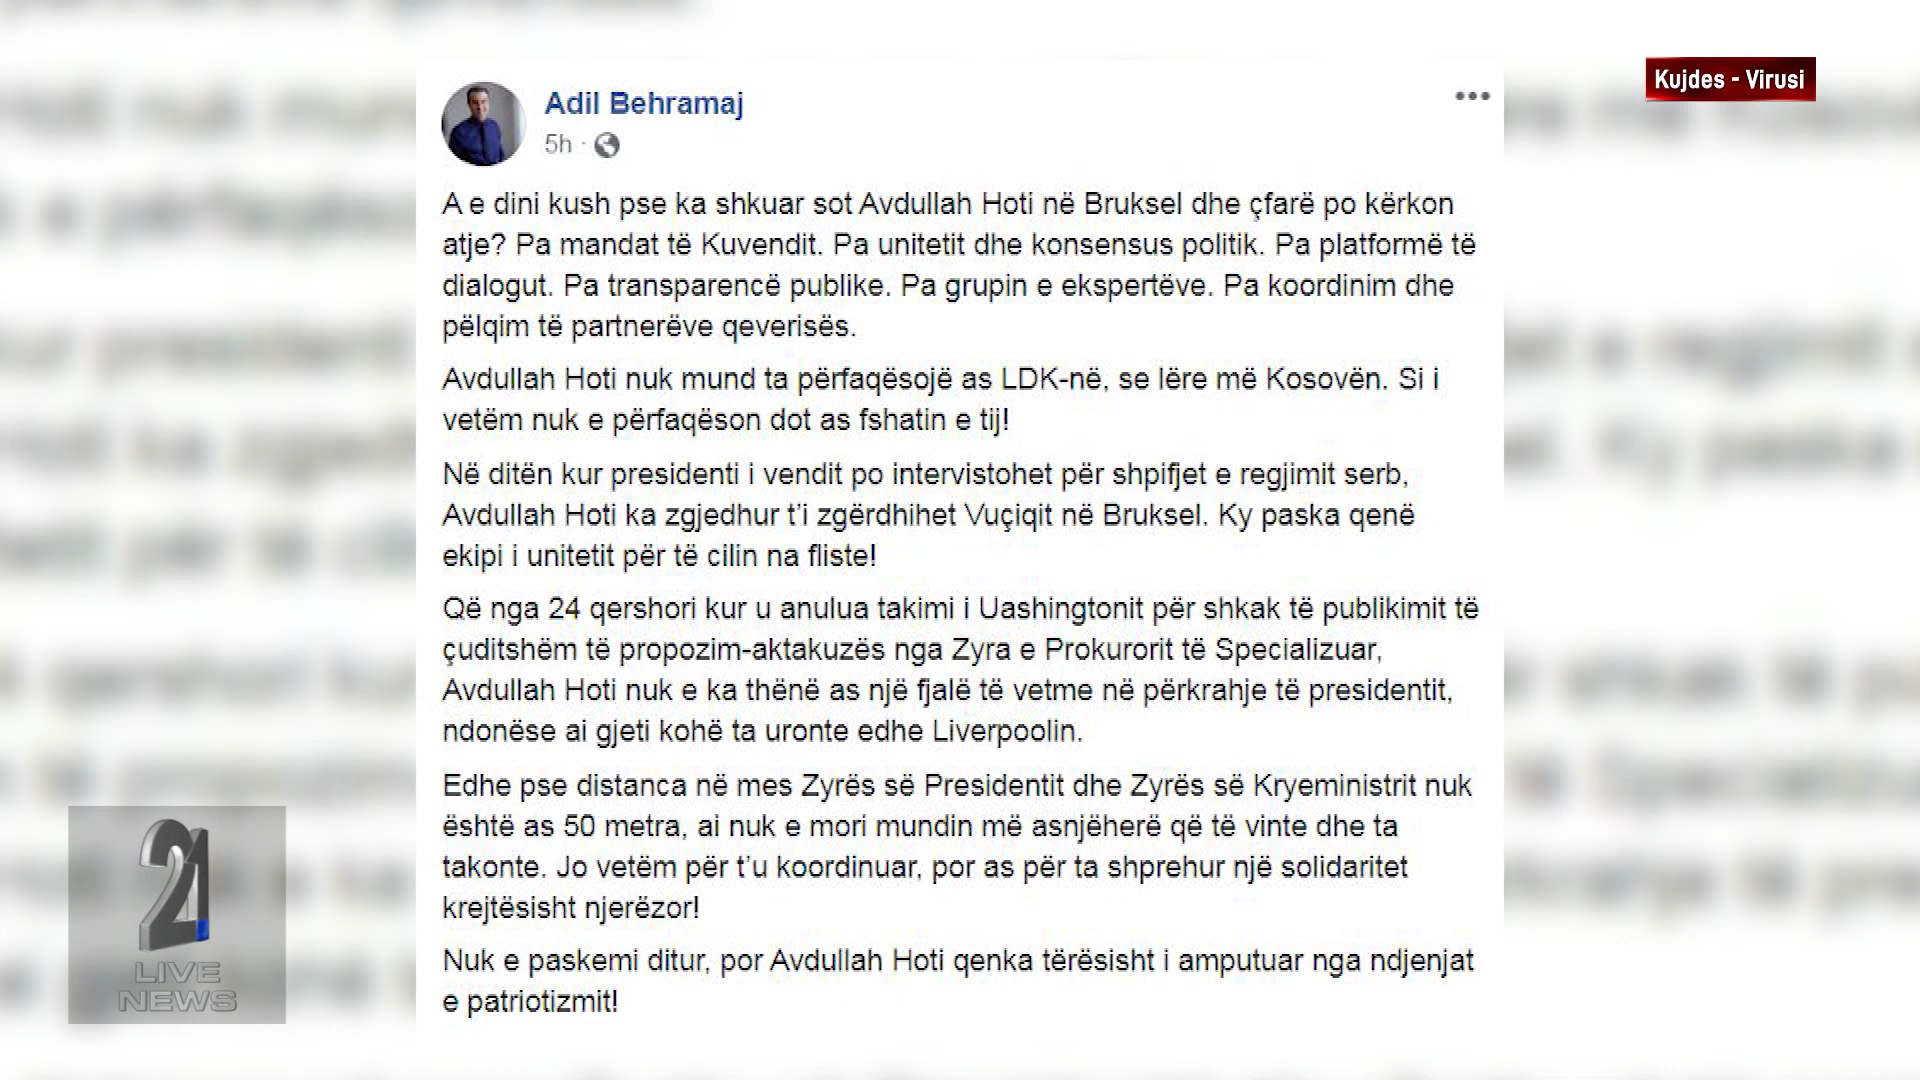 Kujdes - Virusi
Adil Behramaj
5h
A e dini kush pse ka shkuar sot Avdullah Hoti në Bruksel dhe çfarë po kërkon
atje? Pa mandat të Kuvendit. Pa unitetit dhe konsensus politik. Pa platformë të
dialogut. Pa transparencë publike. Pa grupin e ekspertëve. Pa koordinim dhe
pëlqim të partnerëve qeverisës.
Avdullah Hoti nuk mund ta përfaqësojë as LDK-në, se lëre më Kosovën. Si i
vetëm nuk e përfaqëson dot as fshatin e tij!
Në ditën kur presidenti i vendit po intervistohet për shpifjet e regjimit serb,
Avdullah Hoti ka zgjedhur t’i zgërdhihet Vuçiqit në Bruksel. Ky paska qenë
ekipi i unitetit për të cilin na fliste!
Që nga 24 qershori kur u anulua takimi i Uashingtonit për shkak të publikimit të
çuditshëm të propozim-aktakuzës nga Zyra e Prokurorit të Specializuar,
Avdullah Hoti nuk e ka thënë as një fjalë të vetme në përkrahje të presidentit,
ndonëse ai gjeti kohë ta uronte edhe Liverpoolin.
Edhe pse distanca në mes Zyrës së Presidentit dhe Zyrës së Kryeministrit nuk
është as 50 metra, ai nuk e mori mundin më asnjëherë që të vinte dhe ta
takonte. Jo vetëm për t’u koordinuar, por as për ta shprehur një solidaritet
krejtësisht njerëzor!
Nuk e paskemi ditur, por Avdullah Hoti qenka tërësisht i amputuar nga ndjenjat
e patriotizmit!
21
LIVE
NEWS